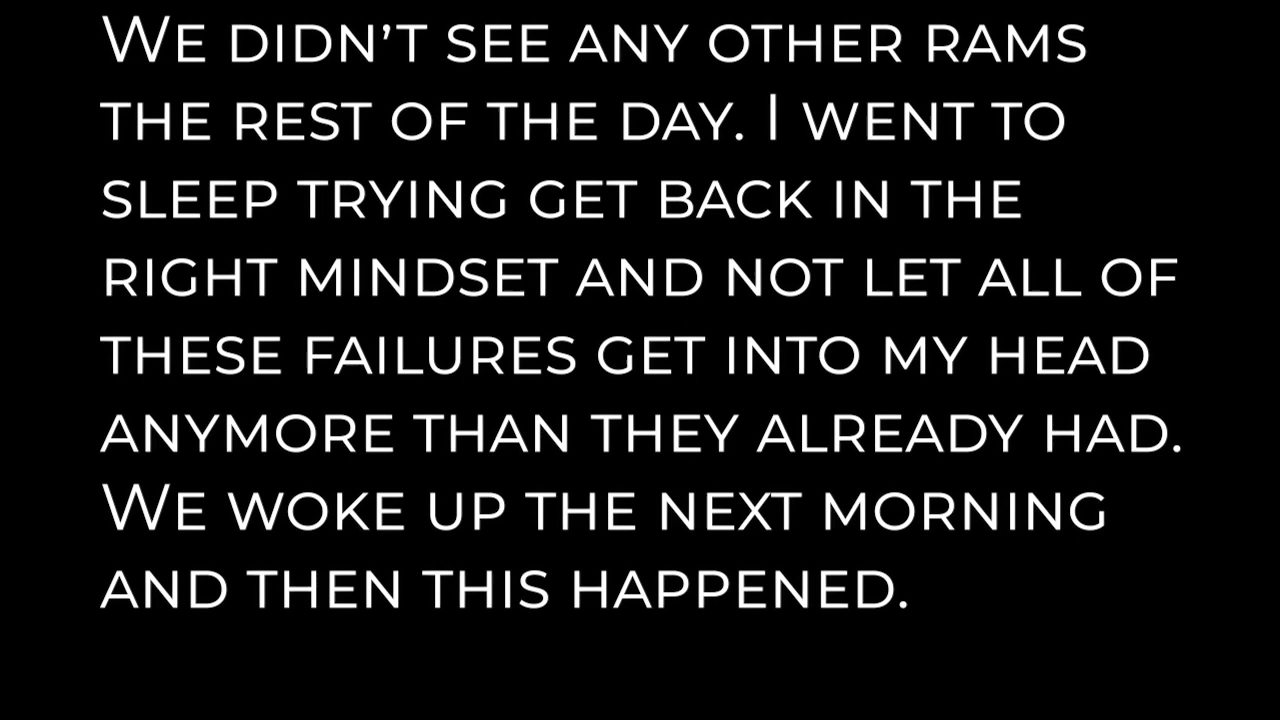 We didn’t see any other rams
the rest of the day. I went to
sleep trying get back in the
right mindset and not let all of
these failures get into my head
anymore than they already had.
We woke up the next morning
and then this happened.